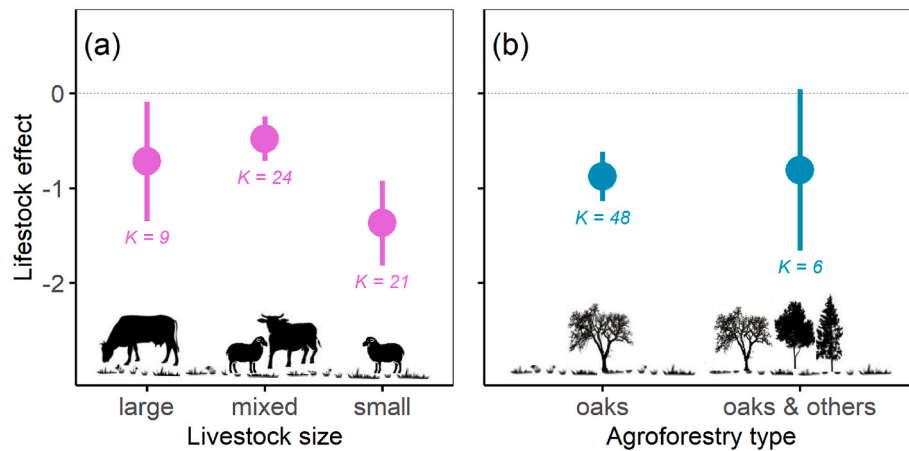 (a)
(b)
Lifestock effect
0
-1
-2
K = 9
K = 24
K = 21
K = 48
K = 6
large
mixed
small
oaks
oaks & others
Livestock size
Agroforestry type